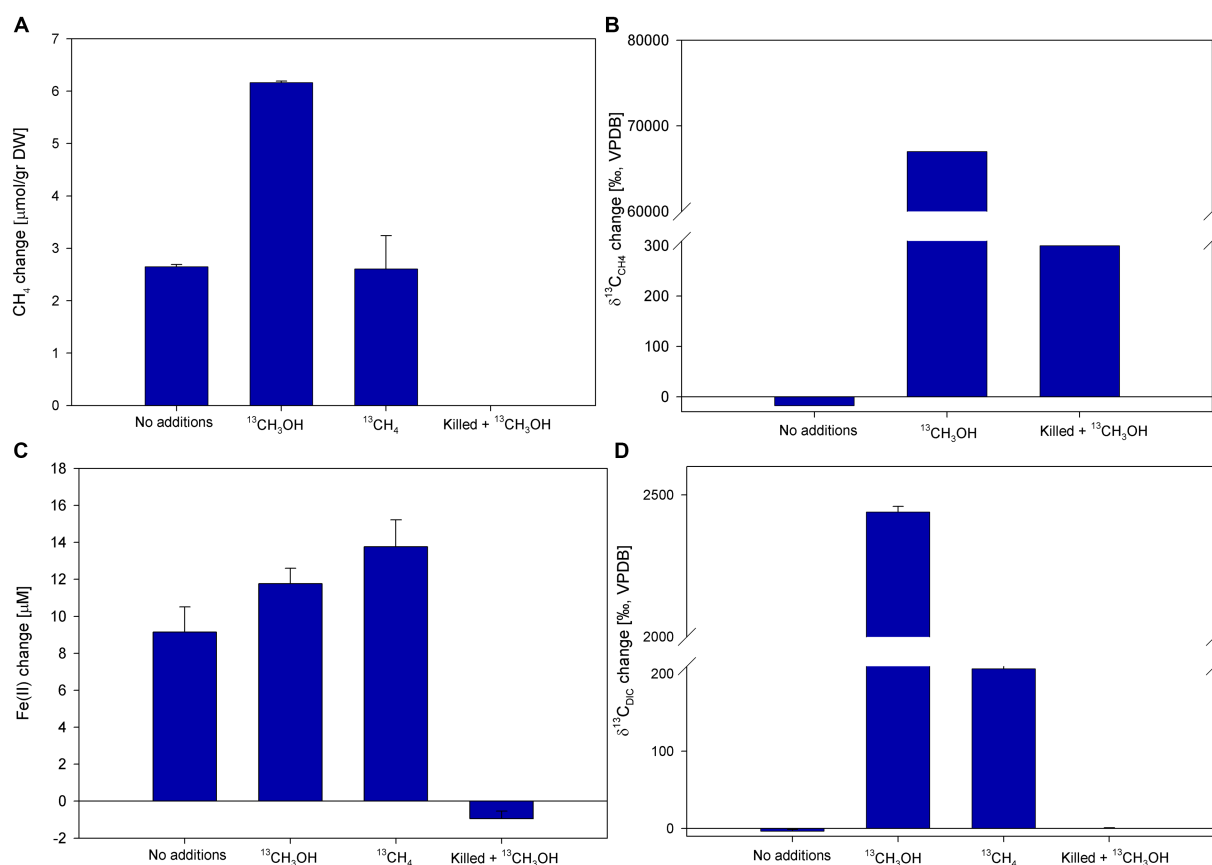 A
CH₄ change [μmol/gr DW]
7
6
5
4
3
2
1
0
No additions ¹³CH₃OH ¹³CH₄ Killed + ¹³CH₃OH
B
δ¹³C_CH4 change [‰, VPDB]
80000
70000
60000
300
200
100
0
No additions ¹³CH₃OH Killed + ¹³CH₃OH
C
Fe(II) change [μM]
18
16
14
12
10
8
6
4
2
0
-2
No additions ¹³CH₃OH ¹³CH₄ Killed + ¹³CH₃OH
D
δ¹³C_DIC change [‰, VPDB]
2500
2000
200
100
0
No additions ¹³CH₃OH ¹³CH₄ Killed + ¹³CH₃OH